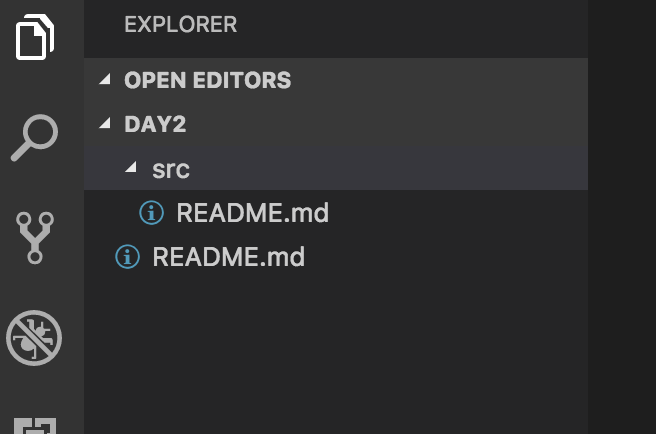 EXPLORER
OPEN EDITORS
DAY2
src
README.md
README.md